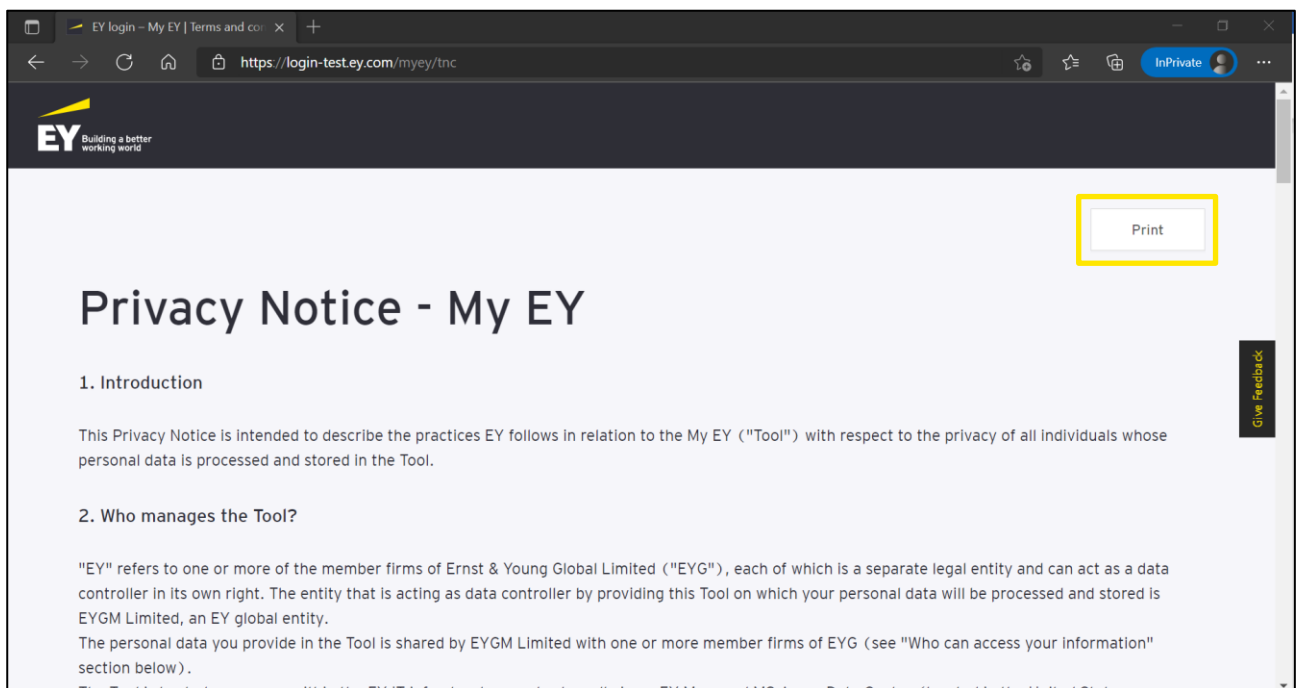 EY login – My EY | Terms and con
https://login-test.ey.com/myey/tnc
InPrivate
EY
Building a better
working world
Print
Privacy Notice - My EY
1. Introduction
Give Feedback
This Privacy Notice is intended to describe the practices EY follows in relation to the My EY ("Tool") with respect to the privacy of all individuals whose
personal data is processed and stored in the Tool.
2. Who manages the Tool?
"EY" refers to one or more of the member firms of Ernst & Young Global Limited ("EYG"), each of which is a separate legal entity and can act as a data
controller in its own right. The entity that is acting as data controller by providing this Tool on which your personal data will be processed and stored is
EYGM Limited, an EY global entity.
The personal data you provide in the Tool is shared by EYGM Limited with one or more member firms of EYG (see "Who can access your information"
section below).